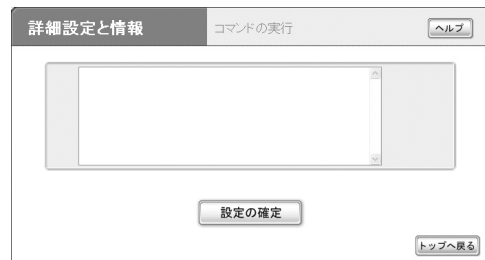 詳細設定と情報
コマンドの実行
ヘルプ
設定の確定
トップへ戻る